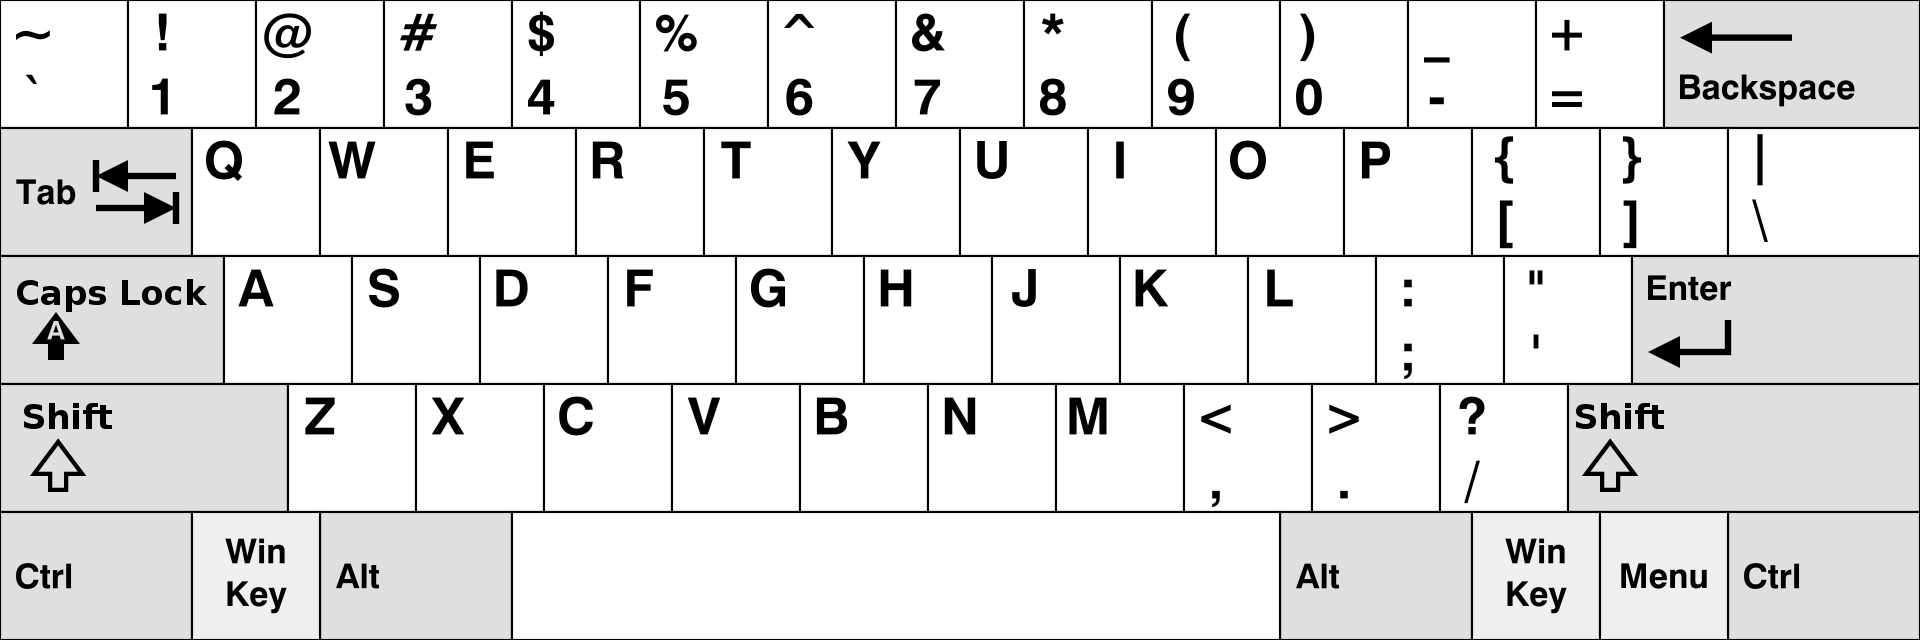 ~ ! @ # $ % ^ & * ( ) _ +
` 1 2 3 4 5 6 7 8 9 0 - = Backspace
Tab Q W E R T Y U I O P { } |
[ ] \
Caps Lock A S D F G H J K L : " Enter
A ; '
Shift Z X C V B N M < > ? Shift
, . /
Ctrl Win Key Alt Alt Win Key Menu Ctrl